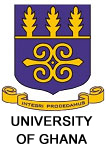 INTEGRI PROCEDAMUS
UNIVERSITY
OF GHANA